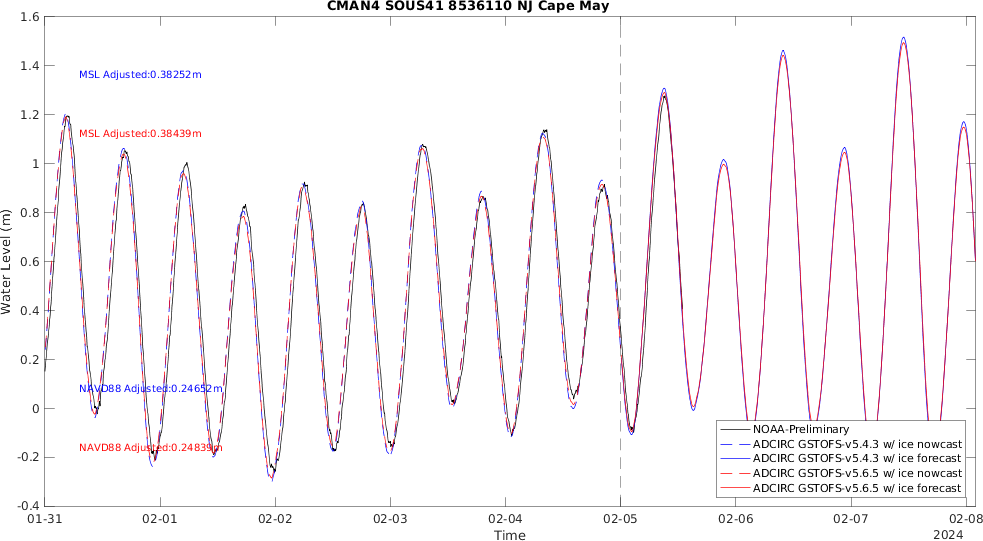 CMAN4 SOUS41 8536110 NJ Cape May
1.6
1.4
1.2
1
0.8
0.6
0.4
0.2
0
-0.2
-0.4
Water Level (m)
MSL Adjusted:0.38252m
MSL Adjusted:0.38439m
NAVD88 Adjusted:0.24652m
NAVD88 Adjusted:0.24839m
NOAA-Preliminary
ADCIRC GSTOFS-v5.4.3 w/ ice nowcast
ADCIRC GSTOFS-v5.4.3 w/ ice forecast
ADCIRC GSTOFS-v5.6.5 w/ ice nowcast
ADCIRC GSTOFS-v5.6.5 w/ ice forecast
01-31 02-01 02-02 02-03 02-04 02-05 02-06 02-07 02-08
Time
2024